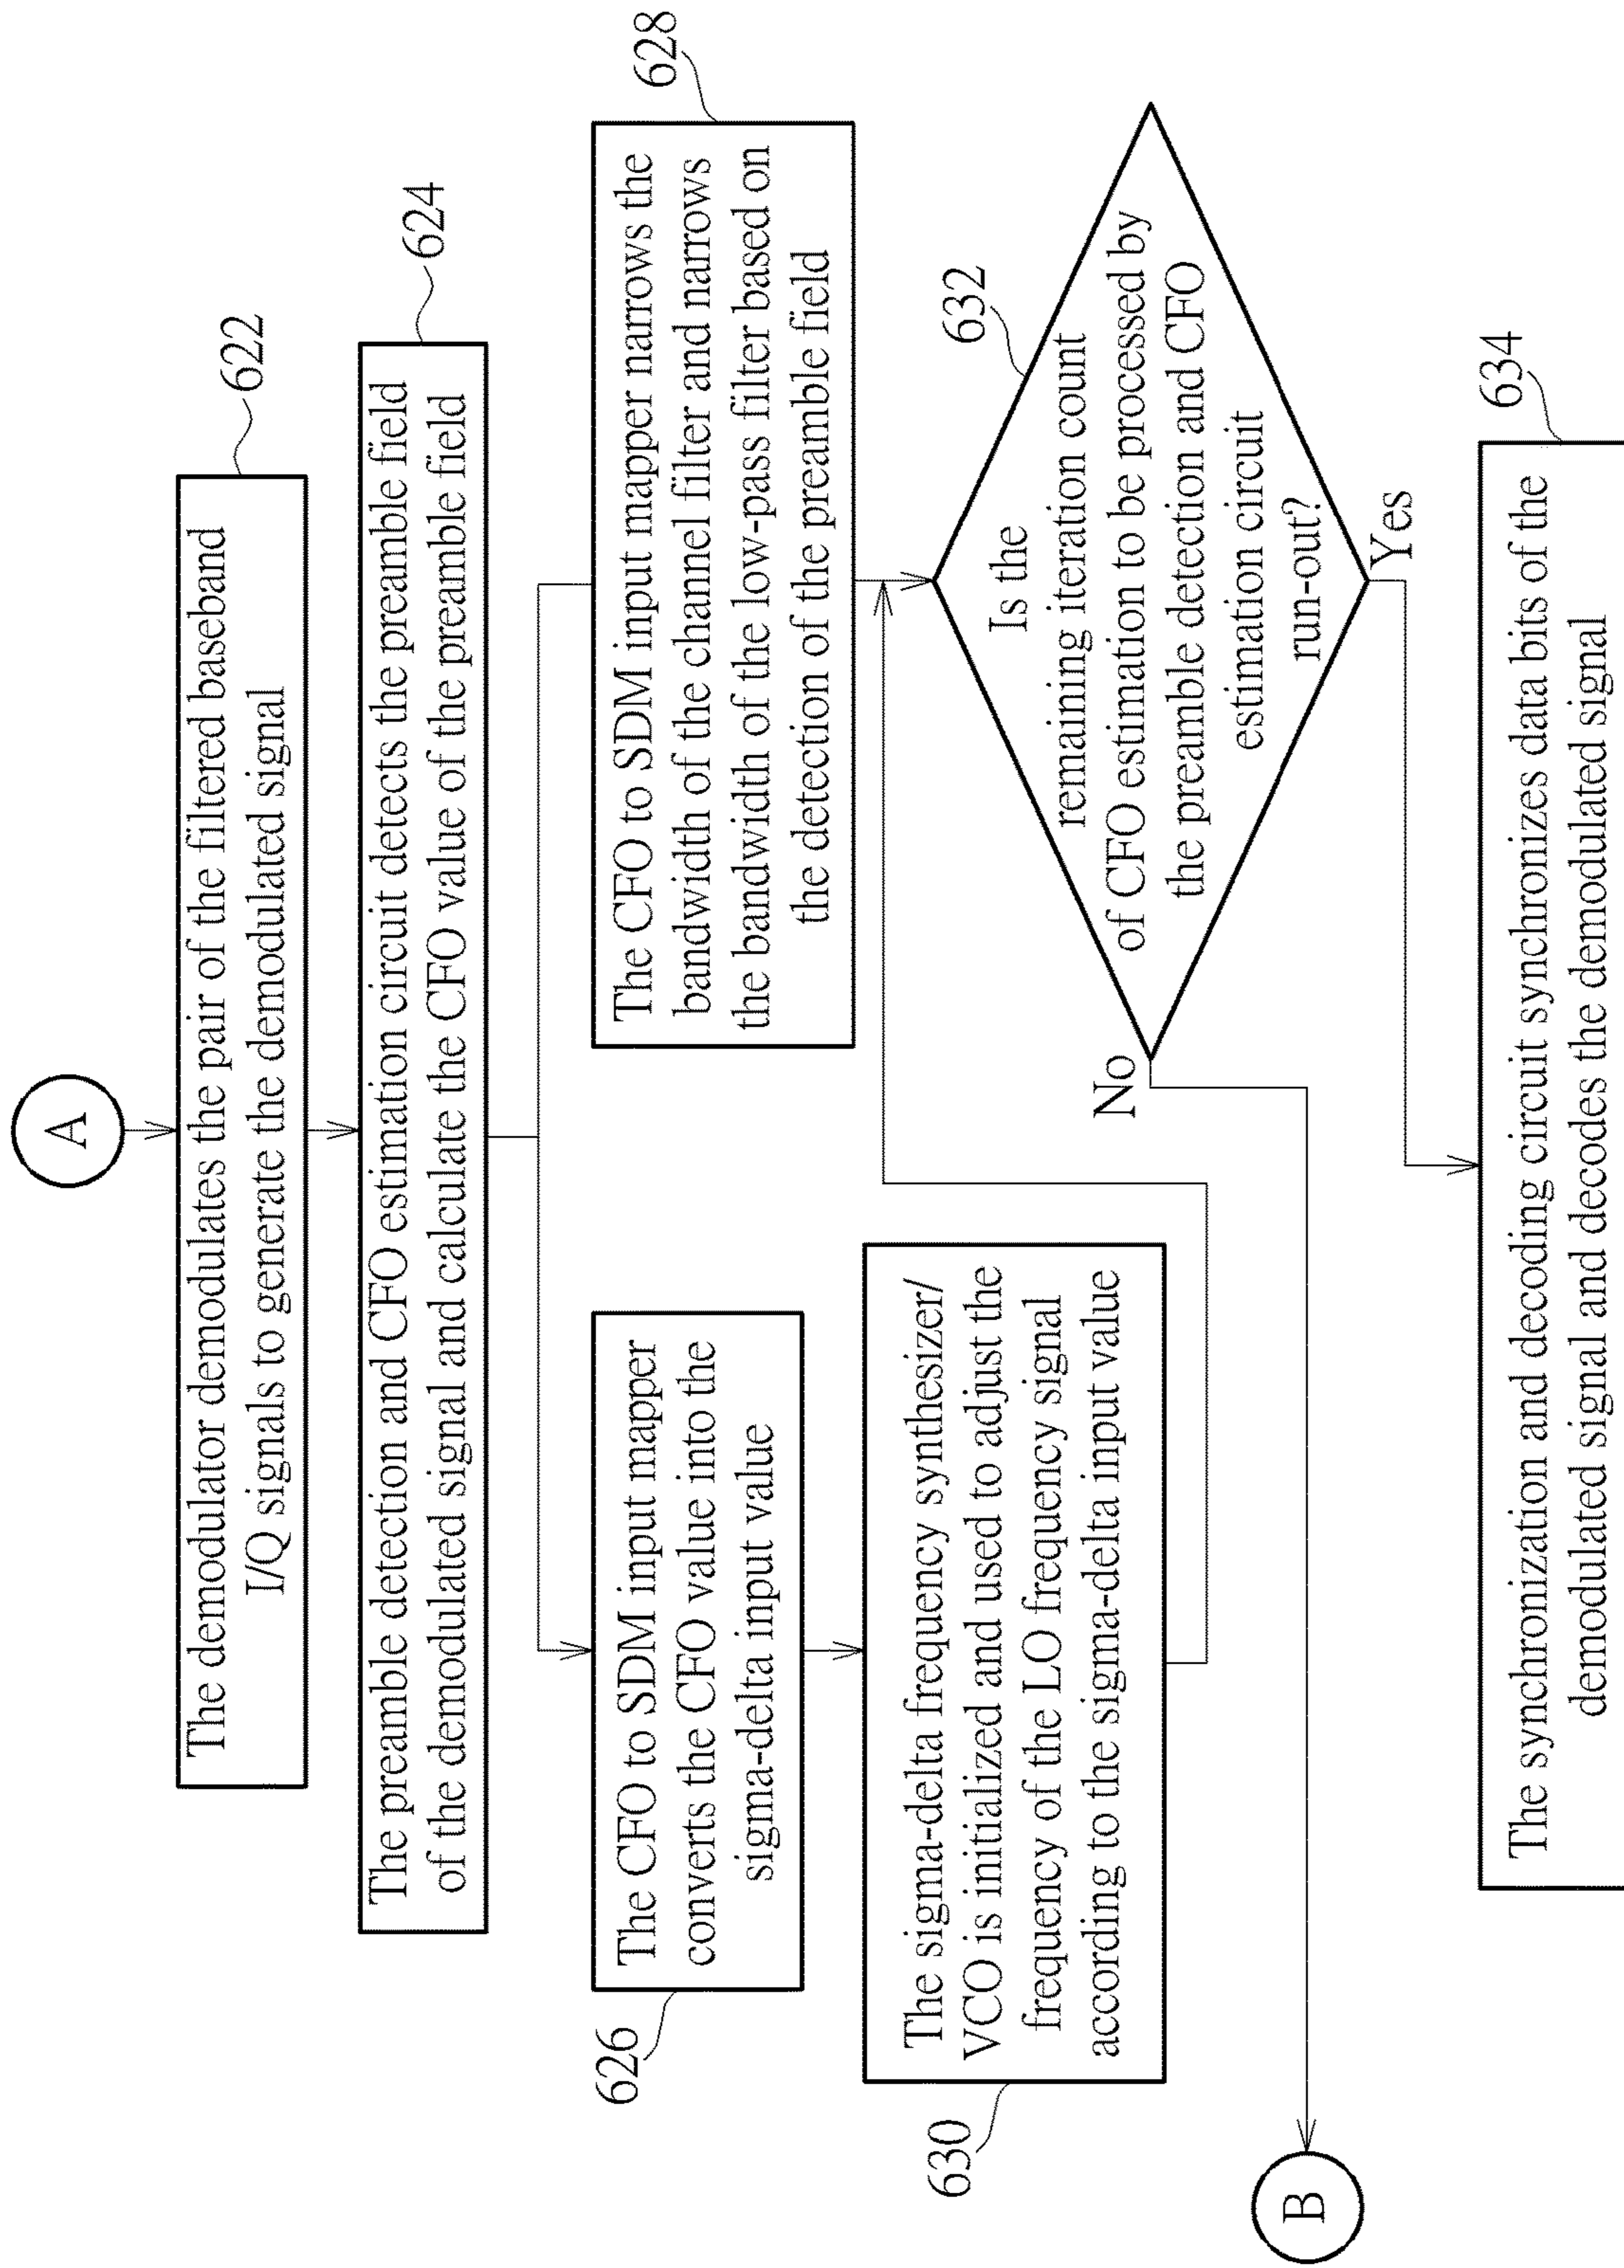 A
The demodulator demodulates the pair of the filtered baseband
I/Q signals to generate the demodulated signal
622
The preamble detection and CFO estimation circuit detects the preamble field
of the demodulated signal and calculate the CFO value of the preamble field
624
The CFO to SDM input mapper
converts the CFO value into the
sigma-delta input value
626
The CFO to SDM input mapper narrows the
bandwidth of the channel filter and narrows
the bandwidth of the low-pass filter based on
the detection of the preamble field
628
The sigma-delta frequency synthesizer/
VCO is initialized and used to adjust the
frequency of the LO frequency signal
according to the sigma-delta input value
630
Is the
remaining iteration count
of CFO estimation to be processed by
the preamble detection and CFO
estimation circuit
run-out?
632
No
Yes
B
The synchronization and decoding circuit synchronizes data bits of the
demodulated signal and decodes the demodulated signal
634